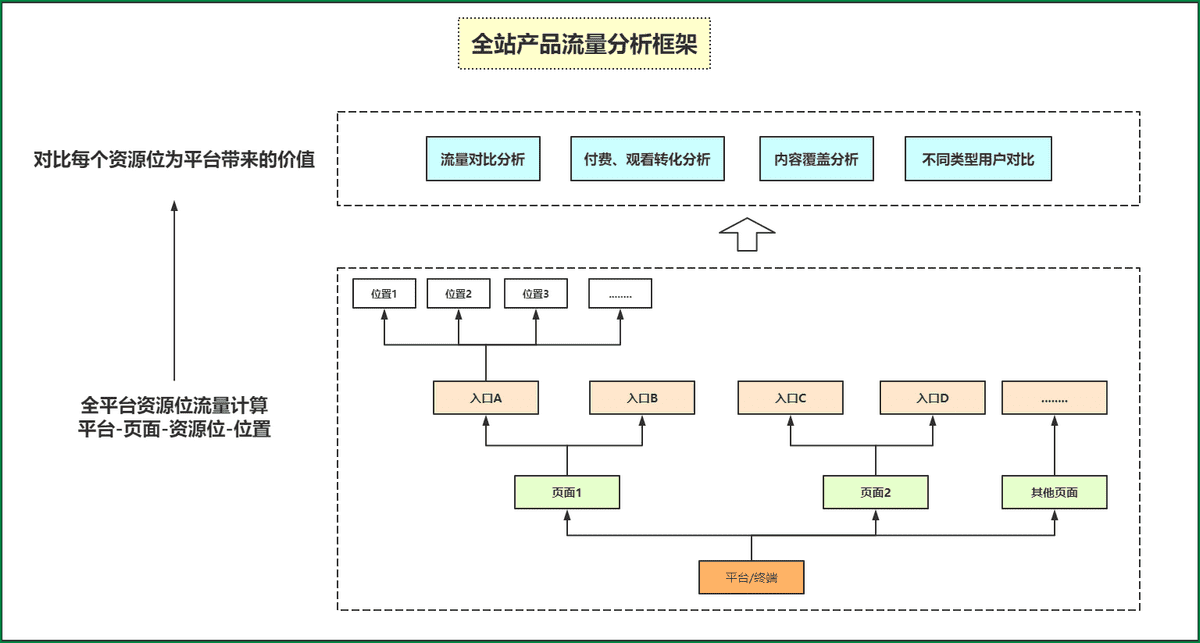 全站产品流量分析框架
对比每个资源位为平台带来的价值
流量对比分析
付费、观看转化分析
内容覆盖分析
不同类型用户对比
位置1
位置2
位置3
........
全平台资源位流量计算
平台-页面-资源位-位置
入口A
入口B
入口C
入口D
........
页面1
页面2
其他页面
平台/终端